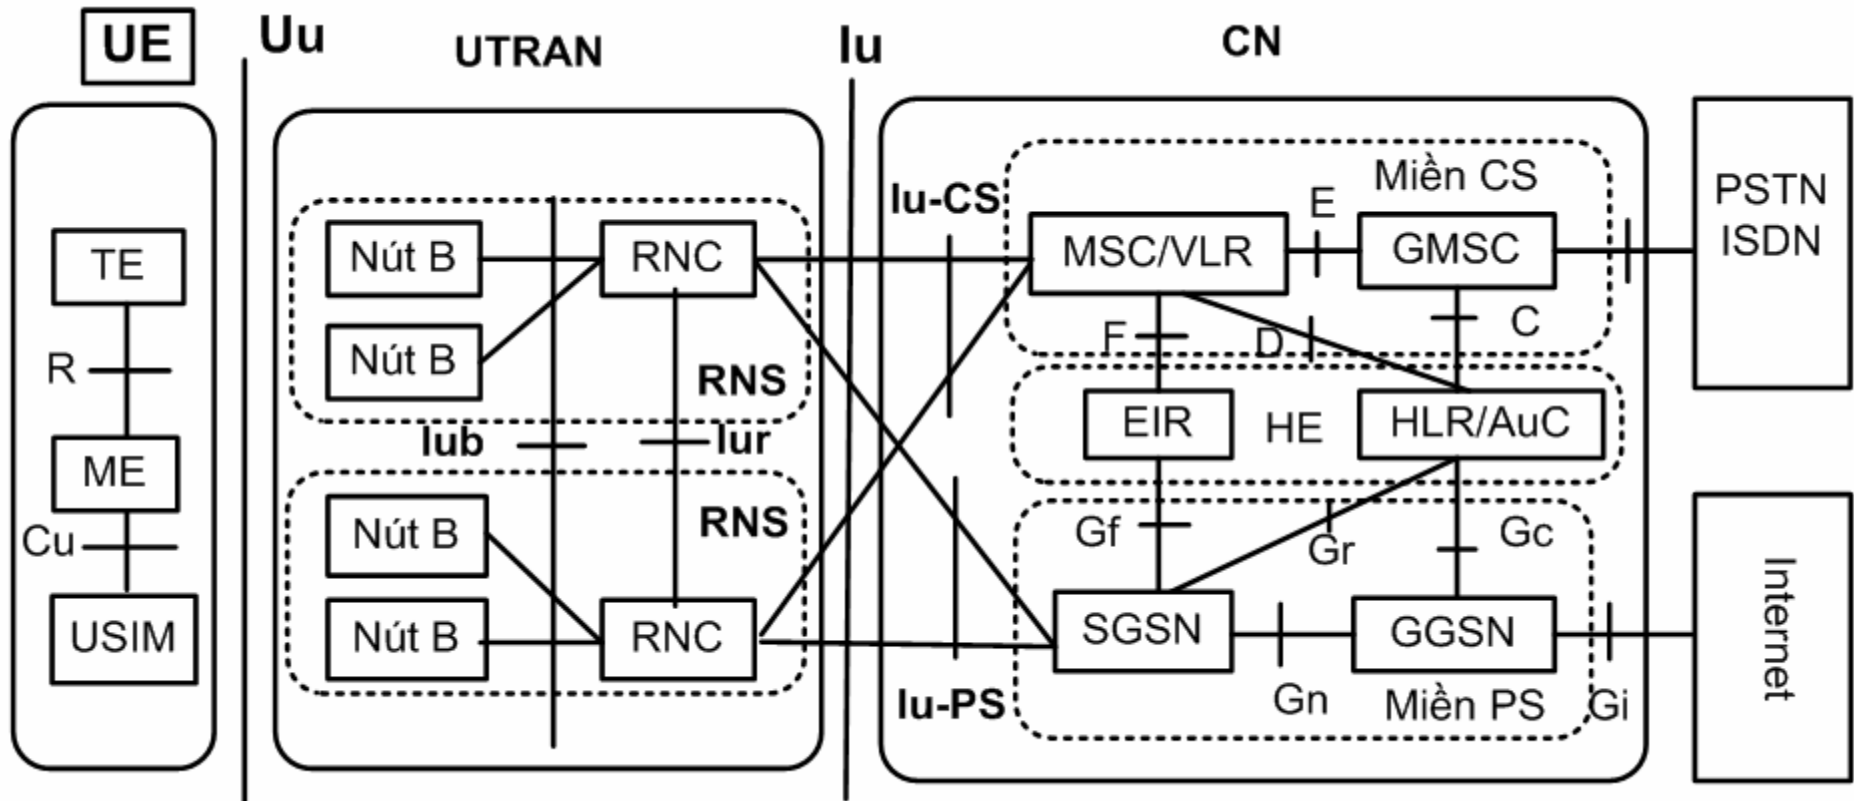 UE
Uu
UTRAN
Iu
CN
TE
R
ME
Cu
USIM
Nút B
RNC
Nút B
RNS
Iub
Iur
Nút B
RNS
Nút B
RNC
Iu-CS
Iu-PS
Miền CS
MSC/VLR
E
GMSC
F
D
C
EIR
HE
HLR/AuC
Gf
Gr
Gc
SGSN
Gn
GGSN
Miền PS
Gi
PSTN
ISDN
Internet